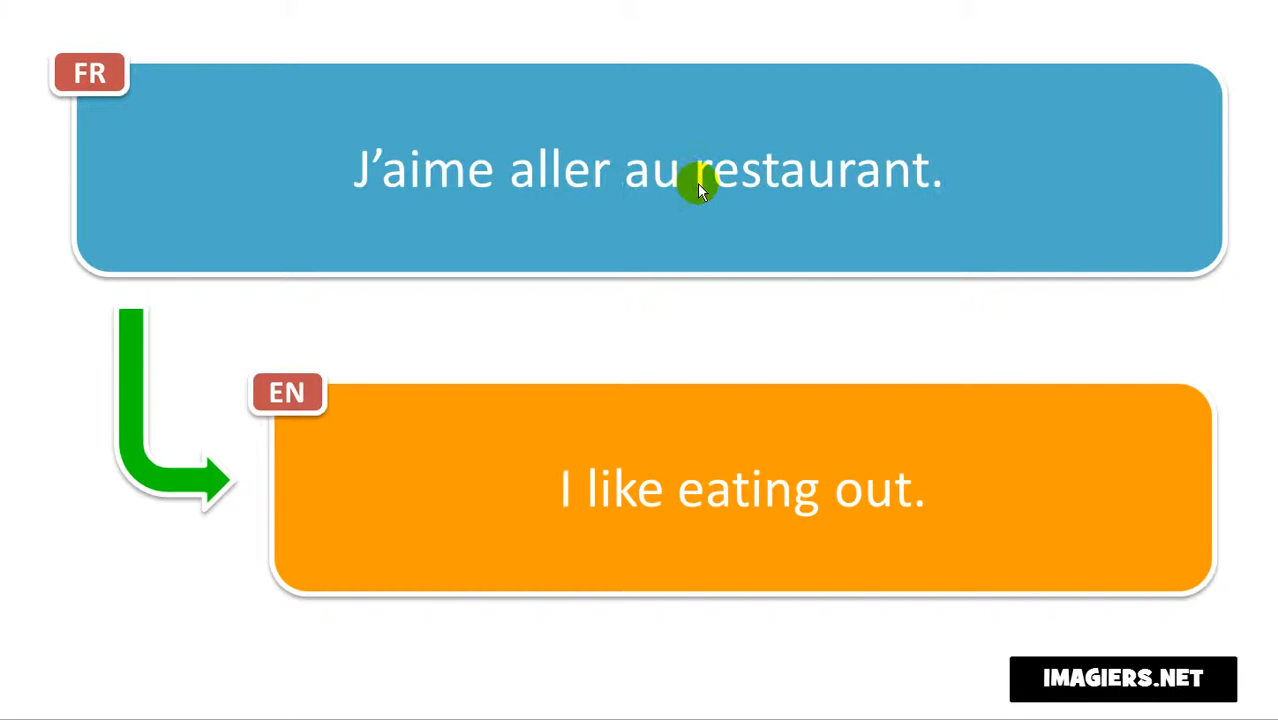 FR
J’aime aller au restaurant.
EN
I like eating out.
IMAGIERS.NET